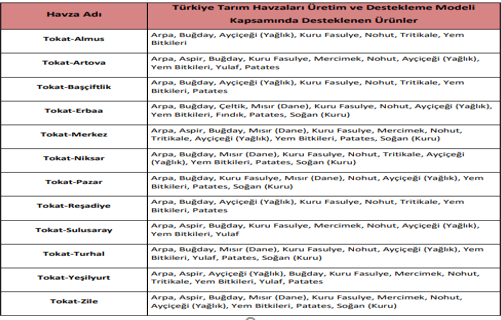 Havza Adı
Türkiye Tarım Havzaları Üretim ve Destekleme Modeli
Kapsamında Desteklenen Ürünler
Tokat-Almus
Arpa, Buğday, Ayçiçeği (Yağlık), Kuru Fasulye, Nohut, Tritikale, Yem
Bitkileri
Tokat-Artova
Arpa, Aspir, Buğday, Kuru Fasulye, Mercimek, Nohut, Ayçiçeği (Yağlık),
Yem Bitkileri, Yulaf, Patates
Tokat-Başçiftlik
Arpa, Buğday, Ayçiçeği (Yağlık), Kuru Fasulye, Nohut, Tritikale, Yem
Bitkileri, Patates
Tokat-Erbaa
Arpa, Buğday, Çeltik, Mısır (Dane), Kuru Fasulye, Nohut, Ayçiçeği (Yağlık),
Yem Bitkileri, Fındık, Patates, Soğan (Kuru)
Tokat-Merkez
Arpa, Aspir, Buğday, Mısır (Dane), Kuru Fasulye, Mercimek, Nohut,
Tritikale, Ayçiçeği (Yağlık), Yem Bitkileri, Patates, Soğan (Kuru)
Tokat-Niksar
Arpa, Buğday, Mısır (Dane), Kuru Fasulye, Nohut, Tritikale, Ayçiçeği
(Yağlık), Yem Bitkileri, Patates, Soğan (Kuru)
Tokat-Pazar
Arpa, Buğday, Kuru Fasulye, Mısır (Dane), Nohut, Ayçiçeği (Yağlık), Yem
Bitkileri, Patates, Soğan (Kuru)
Tokat-Reşadiye
Arpa, Buğday, Ayçiçeği (Yağlık), Kuru Fasulye, Nohut, Tritikale, Yem
Bitkileri, Patates
Tokat-Sulusaray
Arpa, Aspir, Buğday, Kuru Fasulye, Mercimek, Nohut, Ayçiçeği (Yağlık),
Yem Bitkileri, Yulaf
Tokat-Turhal
Arpa, Buğday, Mısır (Dane), Kuru Fasulye, Nohut, Ayçiçeği (Yağlık), Yem
Bitkileri, Yulaf, Patates, Soğan (Kuru)
Tokat-Yeşilyurt
Arpa, Aspir, Ayçiçeği (Yağlık), Buğday, Kuru Fasulye, Mercimek, Nohut,
Tritikale, Yem Bitkileri, Yulaf, Patates
Tokat-Zile
Arpa, Aspir, Buğday, Mısır (Dane), Kuru Fasulye, Mercimek, Nohut,
Ayçiçeği (Yağlık), Yem Bitkileri, Patates, Soğan (Kuru)